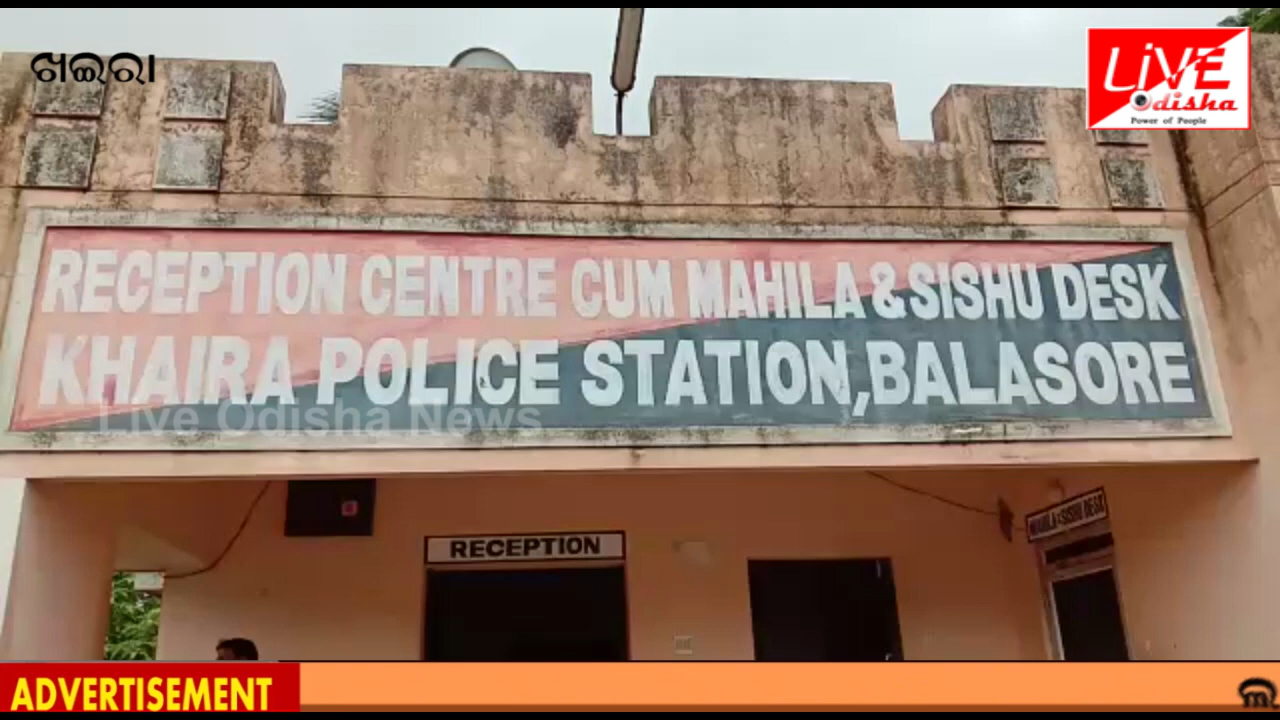 ଖଇରା
LiVE
Odisha
Power of People
RECEPTION CENTRE CUM MAHILA & SISHU DESK
KHAIRA POLICE STATION, BALASORE
Live Odisha News
RECEPTION
MAHILA & SISHU DESK
ADVERTISEMENT